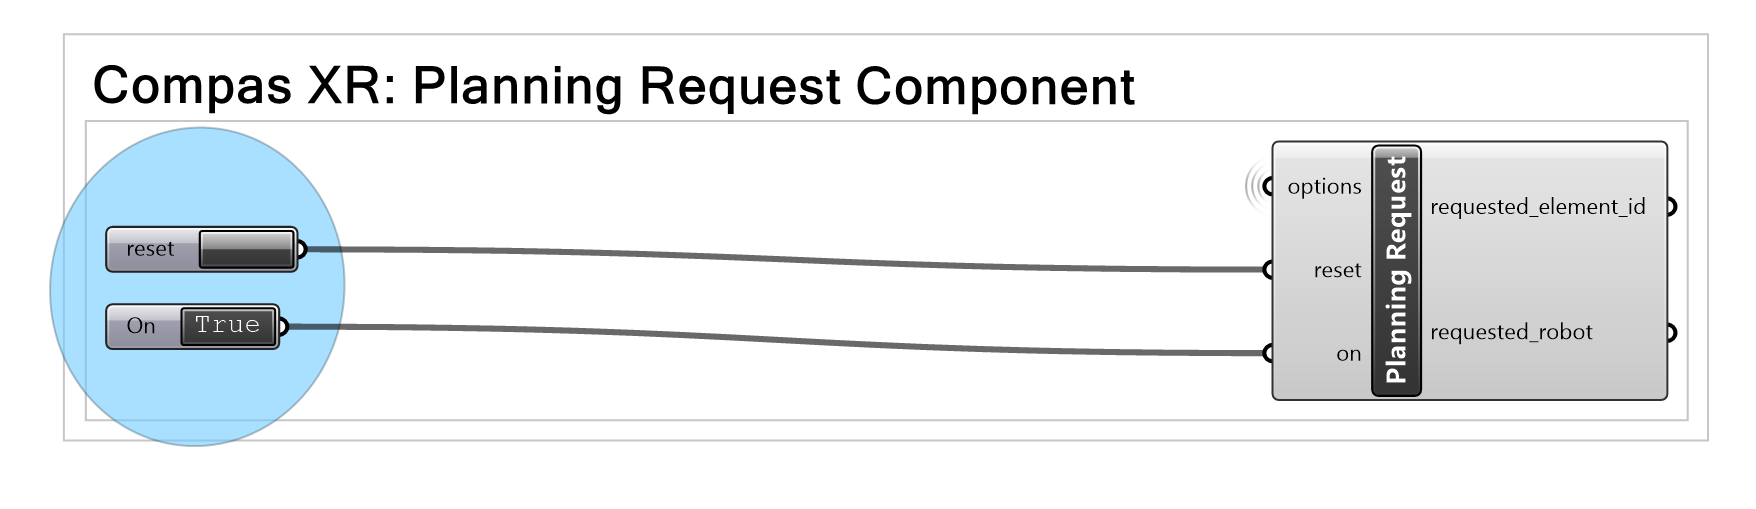 Compas XR: Planning Request Component
reset
On True
options
reset
on
Planning Request
requested_element_id
requested_robot